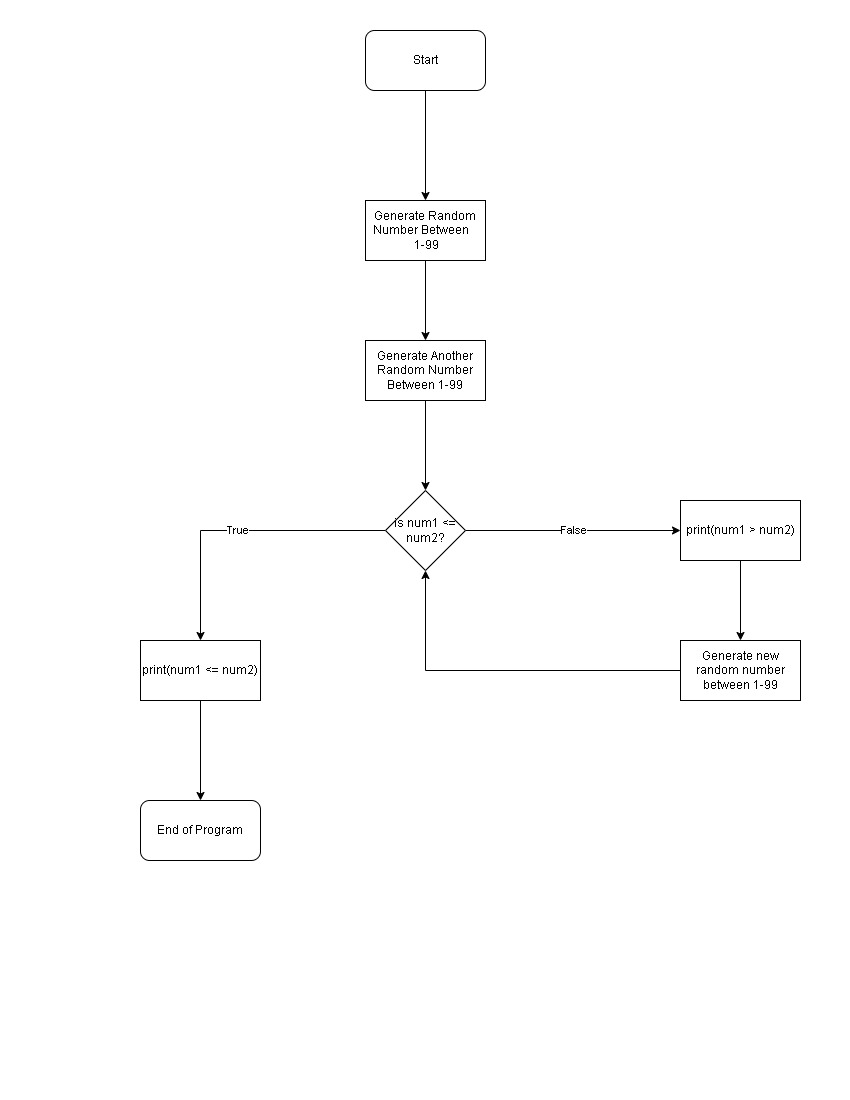 Start
Generate Random
Number Between
1-99
Generate Another
Random Number
Between 1-99
is num1 <=
num2?
True
False
print(num1 > num2)
print(num1 <= num2)
Generate new
random number
between 1-99
End of Program